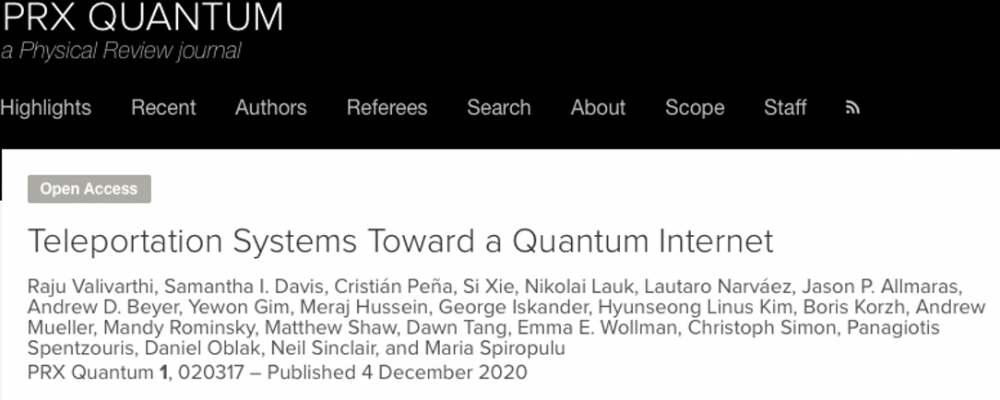 PRX QUANTUM
a Physical Review journal
Highlights Recent Authors Referees Search About Scope Staff
Open Access
Teleportation Systems Toward a Quantum Internet
Raju Valivarthi, Samantha I. Davis, Cristián Peña, Si Xie, Nikolai Lauk, Lautaro Narváez, Jason P. Allmaras,
Andrew D. Beyer, Yewon Gim, Meraj Hussein, George Iskander, Hyunseong Linus Kim, Boris Korzh, Andrew
Mueller, Mandy Rominsky, Matthew Shaw, Dawn Tang, Emma E. Wollman, Christoph Simon, Panagiotis
Spentzouris, Daniel Oblak, Neil Sinclair, and Maria Spiropulu
PRX Quantum 1, 020317 – Published 4 December 2020